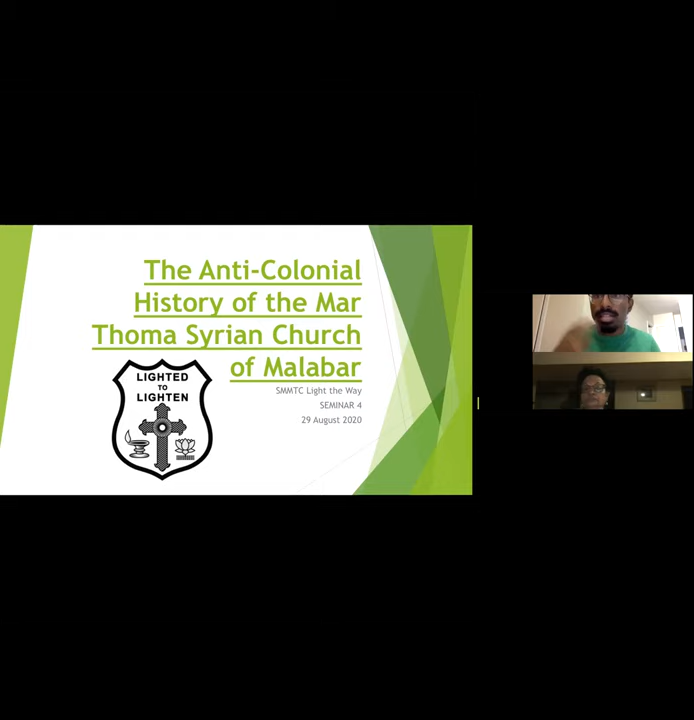 The Anti-Colonial
History of the Mar
Thoma Syrian Church
of Malabar
SMMTC Light the Way
SEMINAR 4
29 August 2020
LIGHTED
TO
LIGHTEN